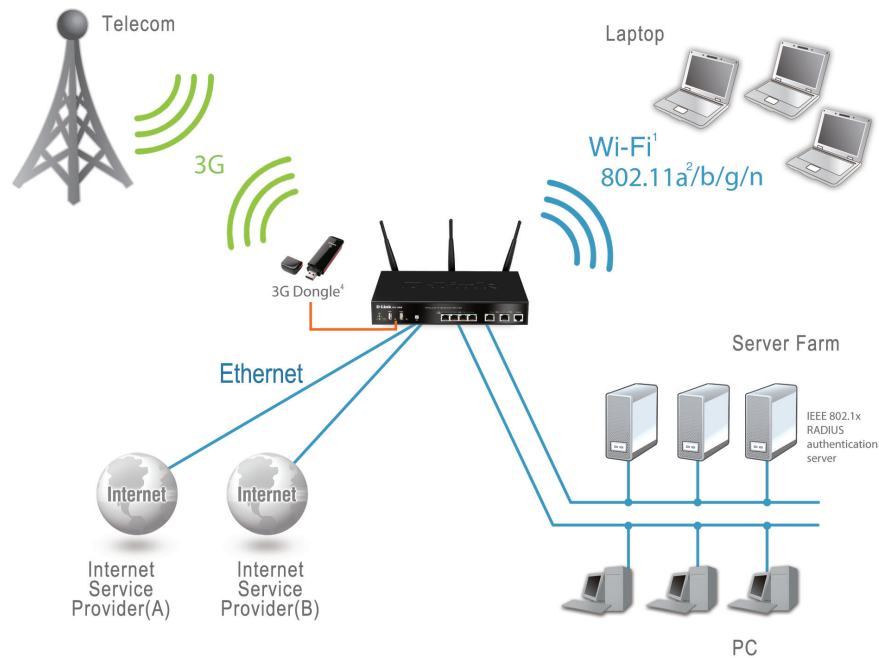 Telecom
Laptop
Wi-Fi¹
802.11a²/b/g/n
3G
3G Dongle⁴
D-Link
Ethernet
Server Farm
IEEE 802.1x
RADIUS
authentication
server
Internet
Internet
Internet
Service
Provider(A)
Internet
Service
Provider(B)
PC